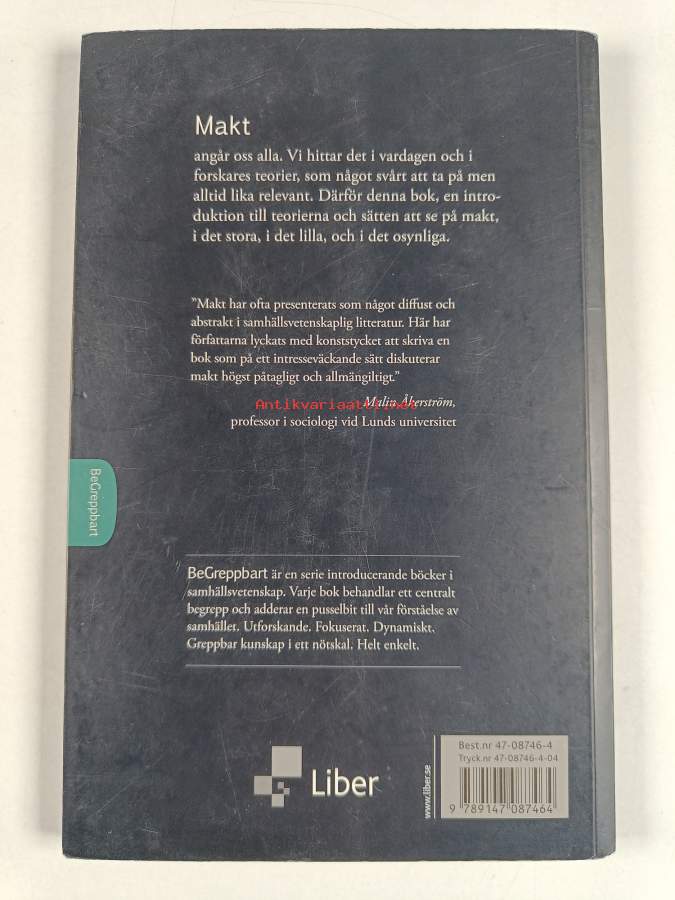 Makt
angår oss alla. Vi hittar det i vardagen och i
forskares teorier, som något svårt att ta på men
alltid lika relevant. Därför denna bok, en intro-
duktion till teorierna och sätten att se på makt,
i det stora, i det lilla, och i det osynliga.
”Makt har ofta presenterats som något diffust och
abstrakt i samhällsvetenskaplig litteratur. Här har
författarna lyckats med konststycket att skriva en
bok som på ett intresseväckande sätt diskuterar
makt högst påtagligt och allmängiltigt.”
Malin Åkerström,
Antikvariaatti.net
professor i sociologi vid Lunds universitet
BeGreppbart
BeGreppbart är en serie introducerande böcker i
samhällsvetenskap. Varje bok behandlar ett centralt
begrepp och adderar en pusselbit till vår förståelse av
samhället. Utforskande. Fokuserat. Dynamiskt.
Greppbar kunskap i ett nötskal. Helt enkelt.
Liber
www.liber.se
Best.nr 47-08746-4
Tryck.nr 47-08746-4-04
9 789147 087464